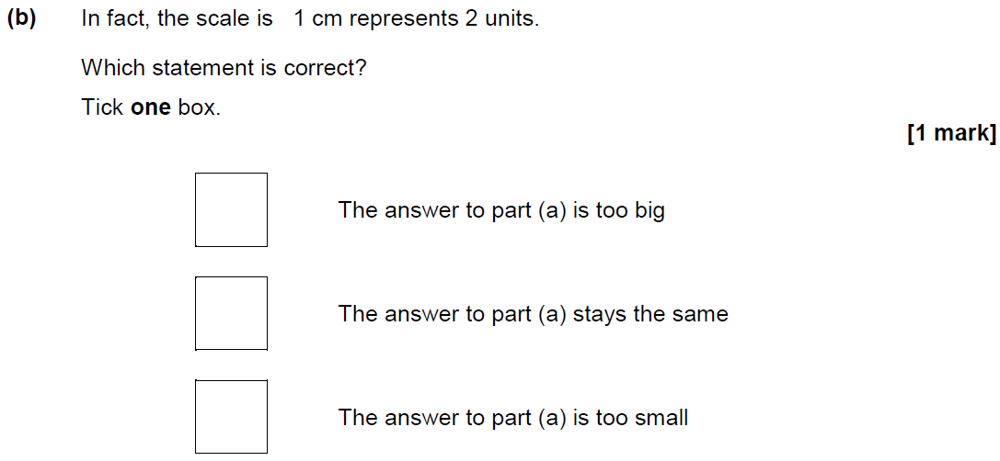 (b) In fact, the scale is 1 cm represents 2 units.
Which statement is correct?
Tick one box.
[1 mark]
The answer to part (a) is too big
The answer to part (a) stays the same
The answer to part (a) is too small